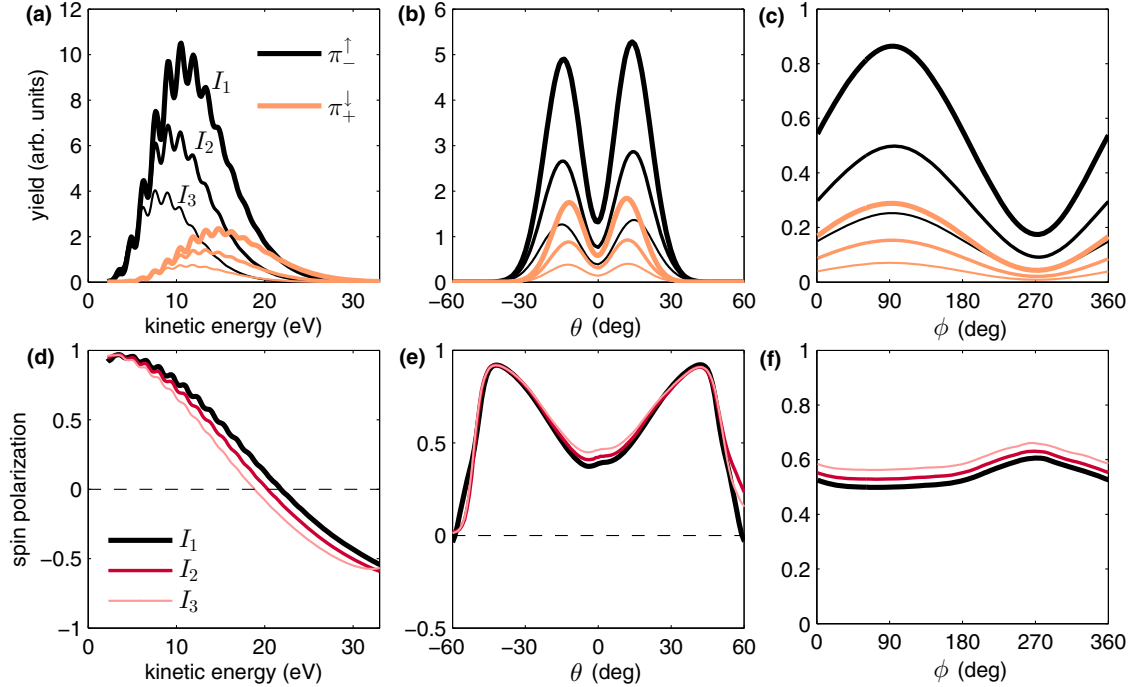 (a)
12
10
8
6
4
2
0
yield (arb. units)
0 10 20 30
kinetic energy (eV)
I₁
I₂
I₃
π₋↑
π₊↓
(b)
6
5
4
3
2
1
0
−60 −30 0 30 60
θ (deg)
(c)
1
0.8
0.6
0.4
0.2
0
0 90 180 270 360
ϕ (deg)
(d)
1
0.5
0
−0.5
−1
spin polarization
0 10 20 30
kinetic energy (eV)
I₁
I₂
I₃
(e)
1
0.5
0
−0.5
−60 −30 0 30 60
θ (deg)
(f)
1
0.8
0.6
0.4
0.2
0
0 90 180 270 360
ϕ (deg)